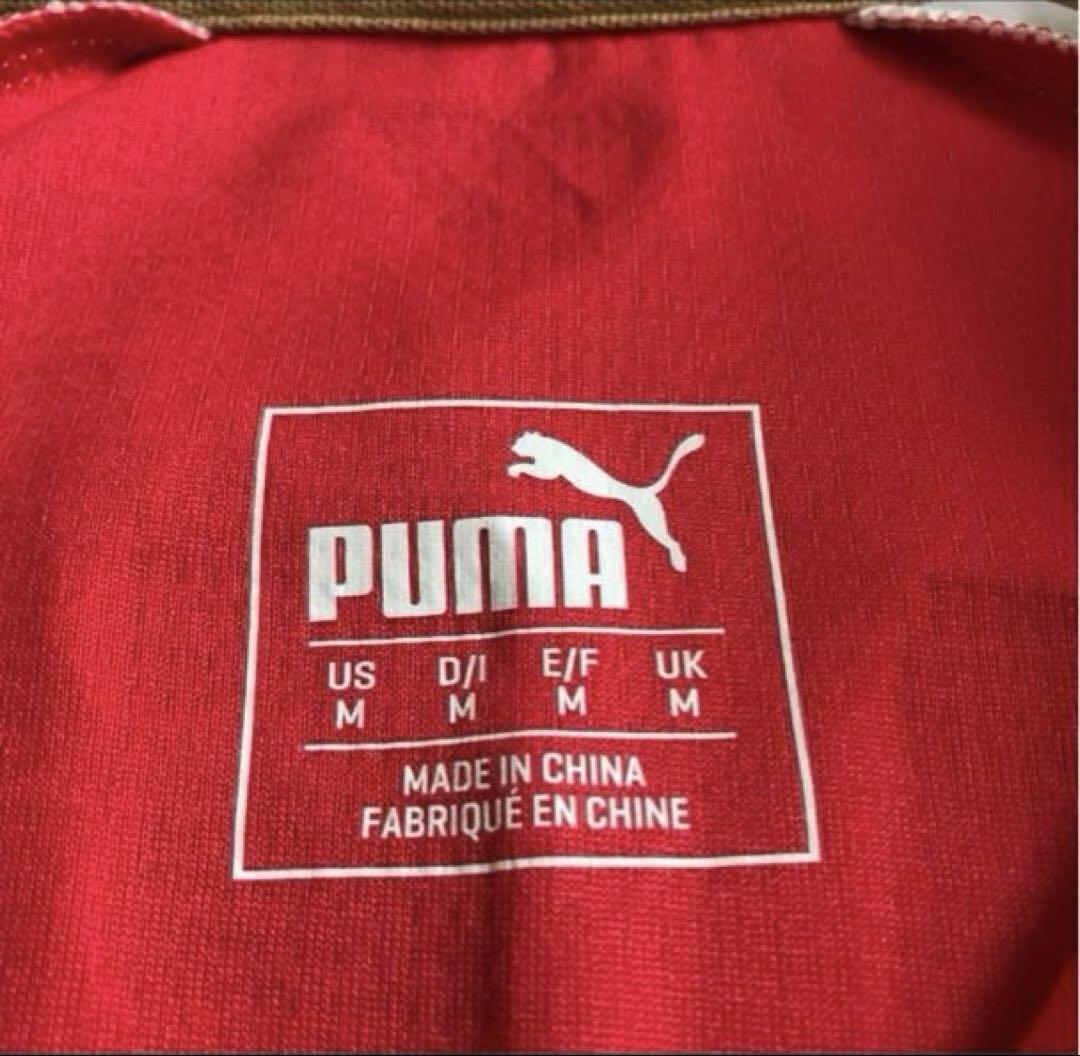 PUMA
US D/I E/F UK
M M M M
MADE IN CHINA
FABRIQUÉ EN CHINE